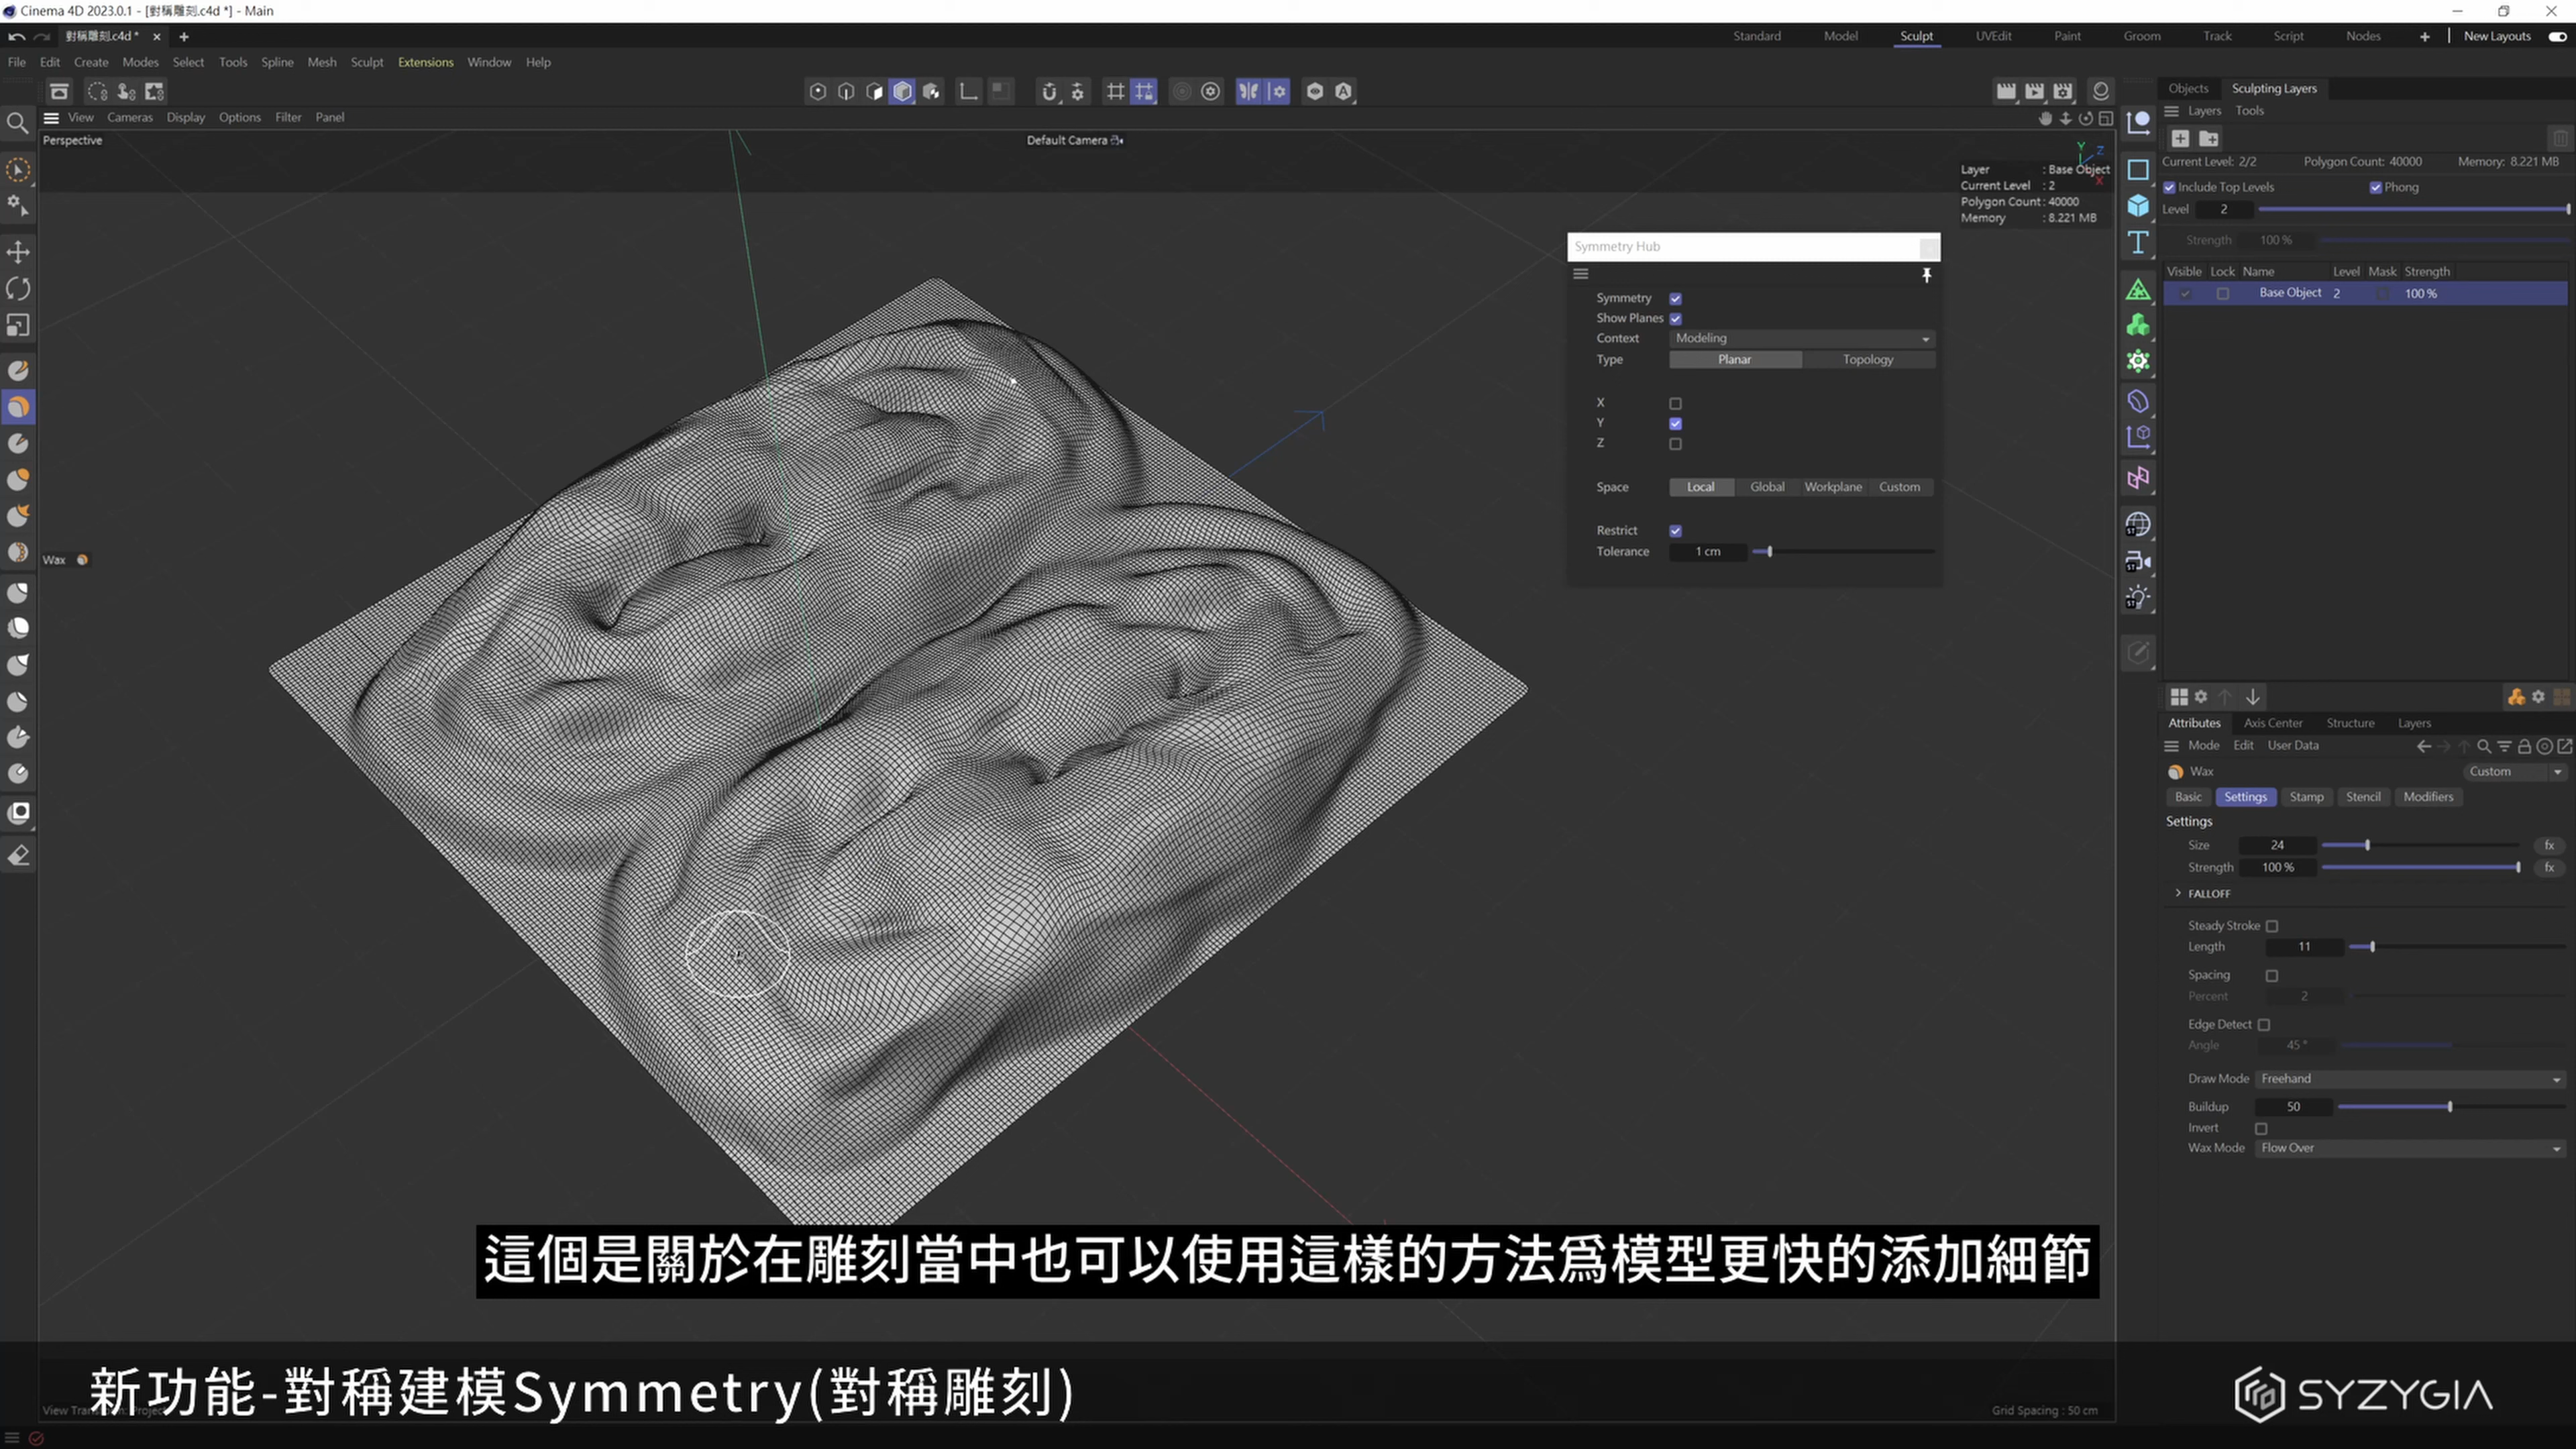 Cinema 4D 2023.0.1 - [對稱雕刻.c4d *] - Main
對稱雕刻.c4d *
Standard Model Sculpt UVEdit Paint Groom Track Script Nodes New Layouts
File Edit Create Modes Select Tools Spline Mesh Sculpt Extensions Window Help
View Cameras Display Options Filter Panel
Perspective
Default Camera
Y
Z
X
Layer : Base Object
Current Level : 2
Polygon Count : 40000
Memory : 8.221 MB
Wax
Symmetry Hub
Symmetry
Show Planes
Context Modeling
Type Planar Topology
X
Y
Z
Space Local Global Workplane Custom
Restrict
Tolerance 1 cm
Objects Sculpting Layers
Layers Tools
Current Level: 2/2 Polygon Count: 40000 Memory: 8.221 MB
Include Top Levels Phong
Level 2
Strength 100 %
Visible Lock Name Level Mask Strength
Base Object 2 100 %
Attributes Axis Center Structure Layers
Mode Edit User Data
Wax Custom
Basic Settings Stamp Stencil Modifiers
Settings
Size 24 fx
Strength 100 % fx
FALLOFF
Steady Stroke
Length 11
Spacing
Percent 2
Edge Detect
Angle 45 °
Draw Mode Freehand
Buildup 50
Invert
Wax Mode Flow Over
這個是關於在雕刻當中也可以使用這樣的方法爲模型更快的添加細節
新功能-對稱建模Symmetry(對稱雕刻)
View Transform: Project
Grid Spacing : 50 cm
SYZYGIA